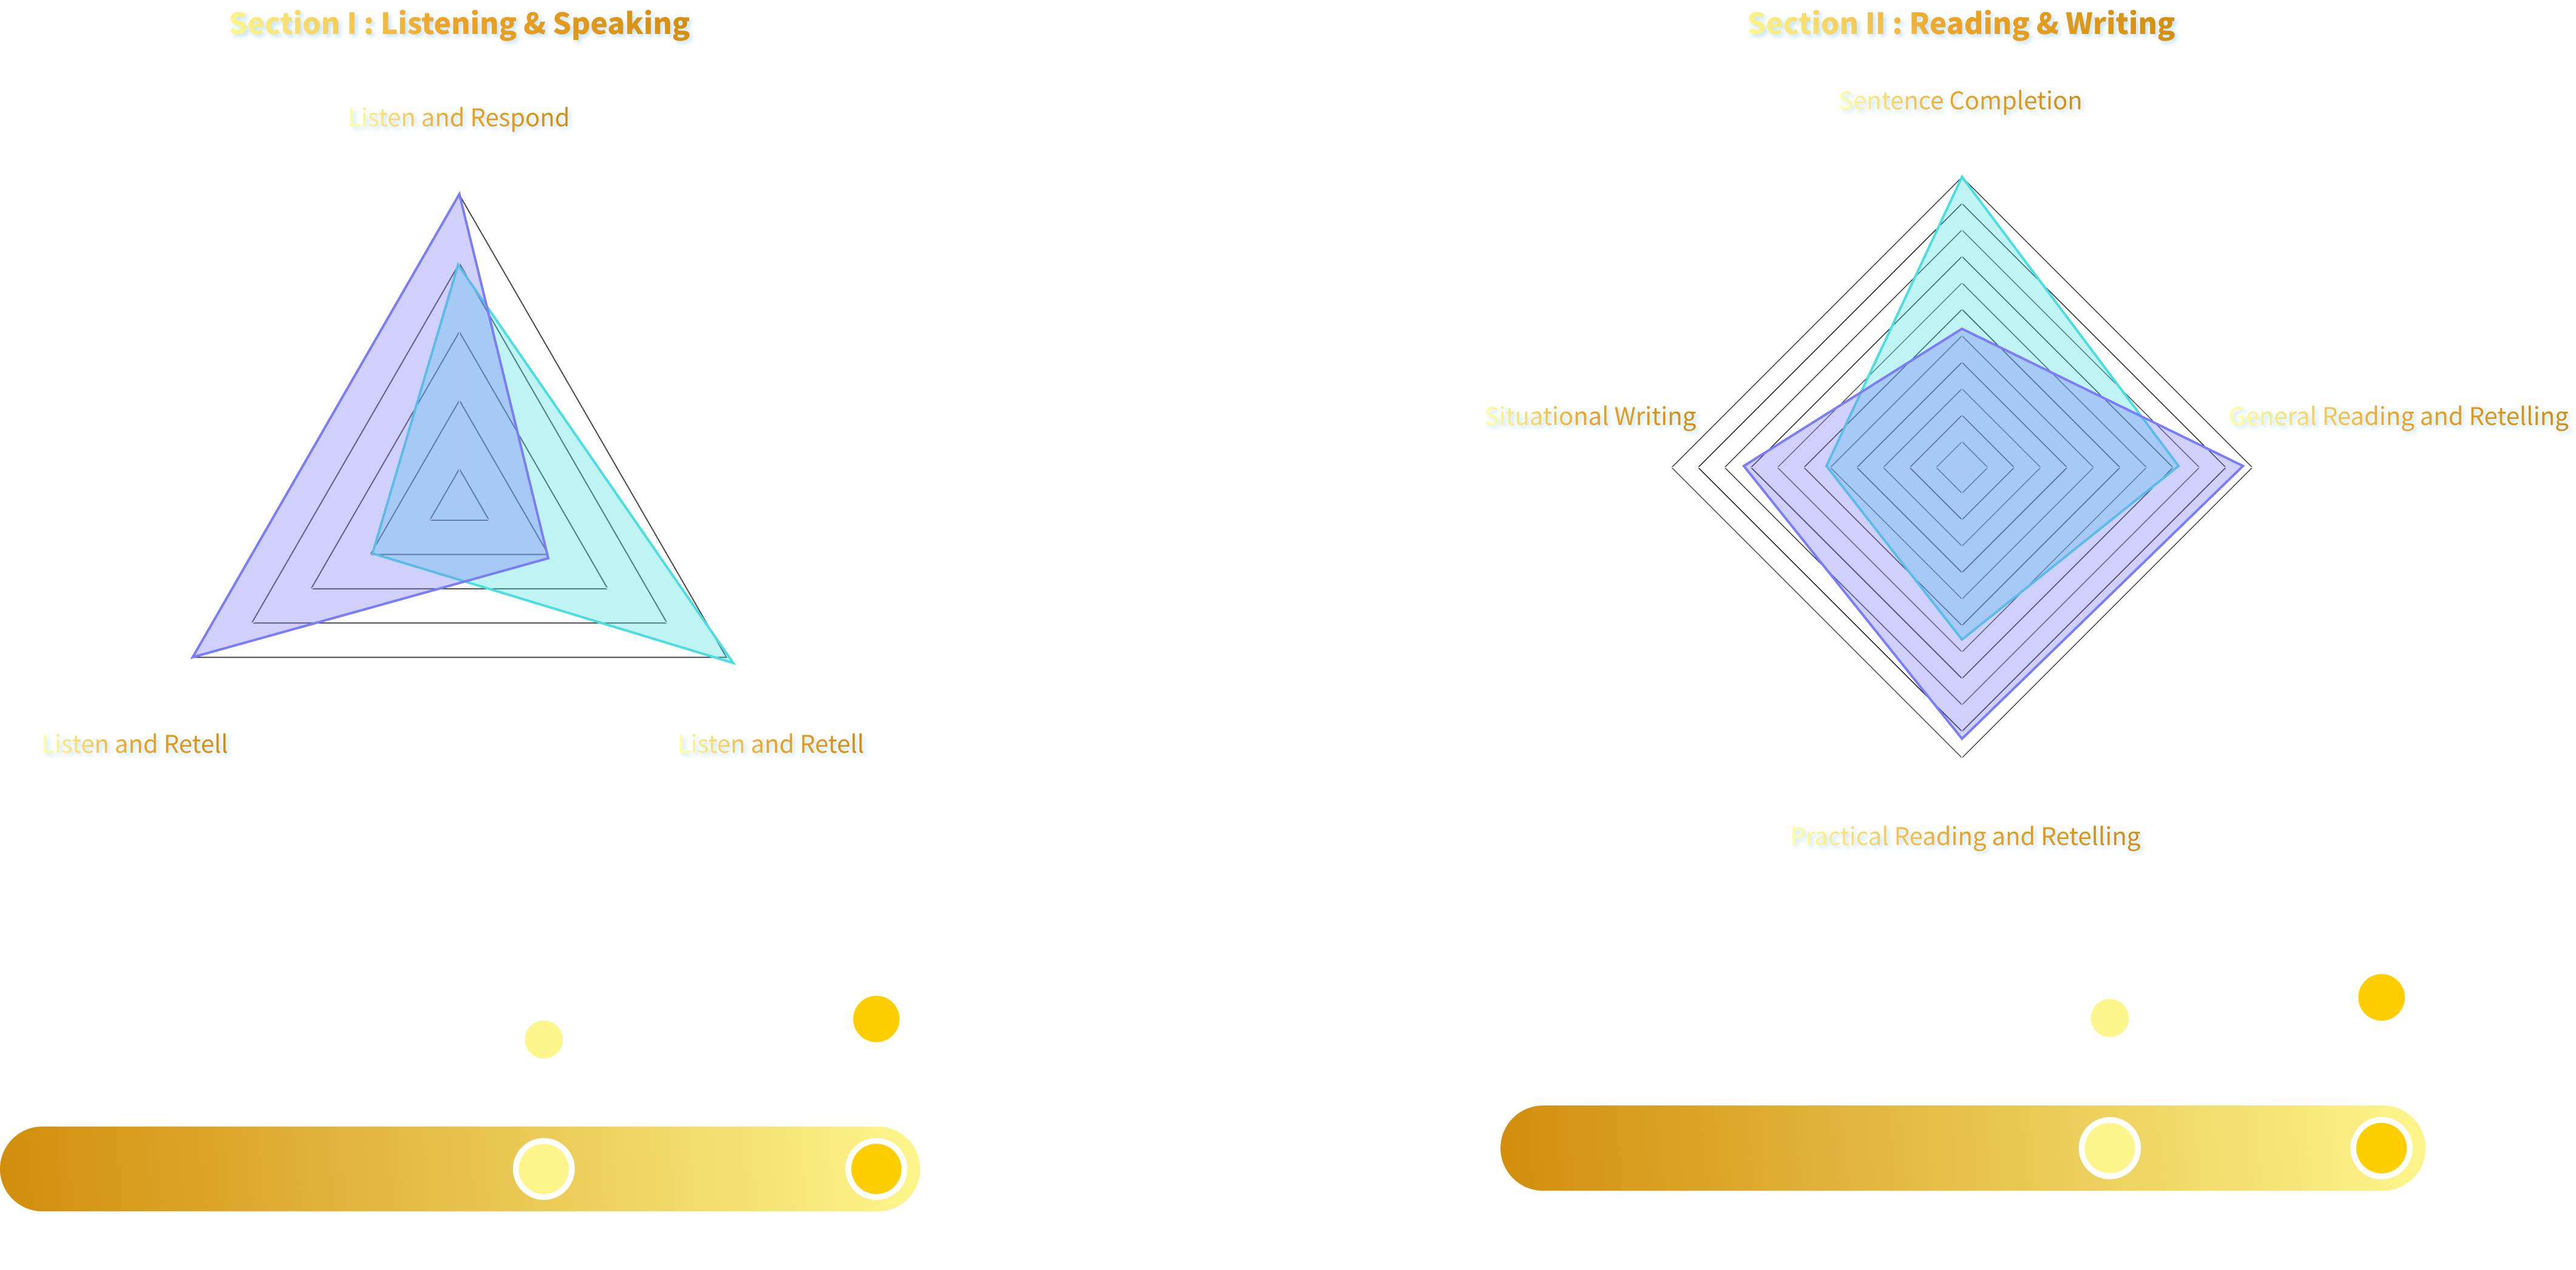 Section I : Listening & Speaking
Listen and Respond
Listen and Retell
Listen and Retell
Section II : Reading & Writing
Sentence Completion
Situational Writing
General Reading and Retelling
Practical Reading and Retelling